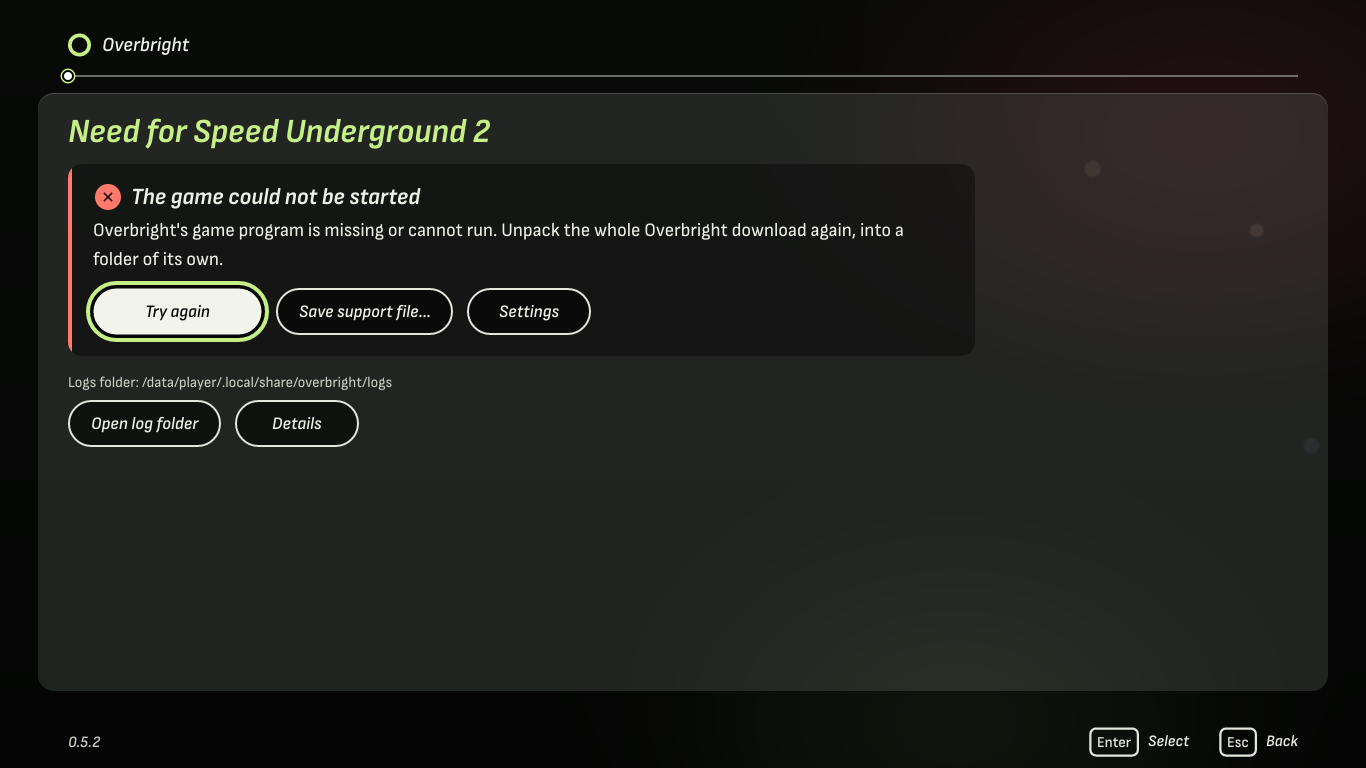 Overbright
Need for Speed Underground 2
The game could not be started
Overbright's game program is missing or cannot run. Unpack the whole Overbright download again, into a
folder of its own.
Try again
Save support file...
Settings
Logs folder: /data/player/.local/share/overbright/logs
Open log folder
Details
0.5.2
Enter Select Esc Back